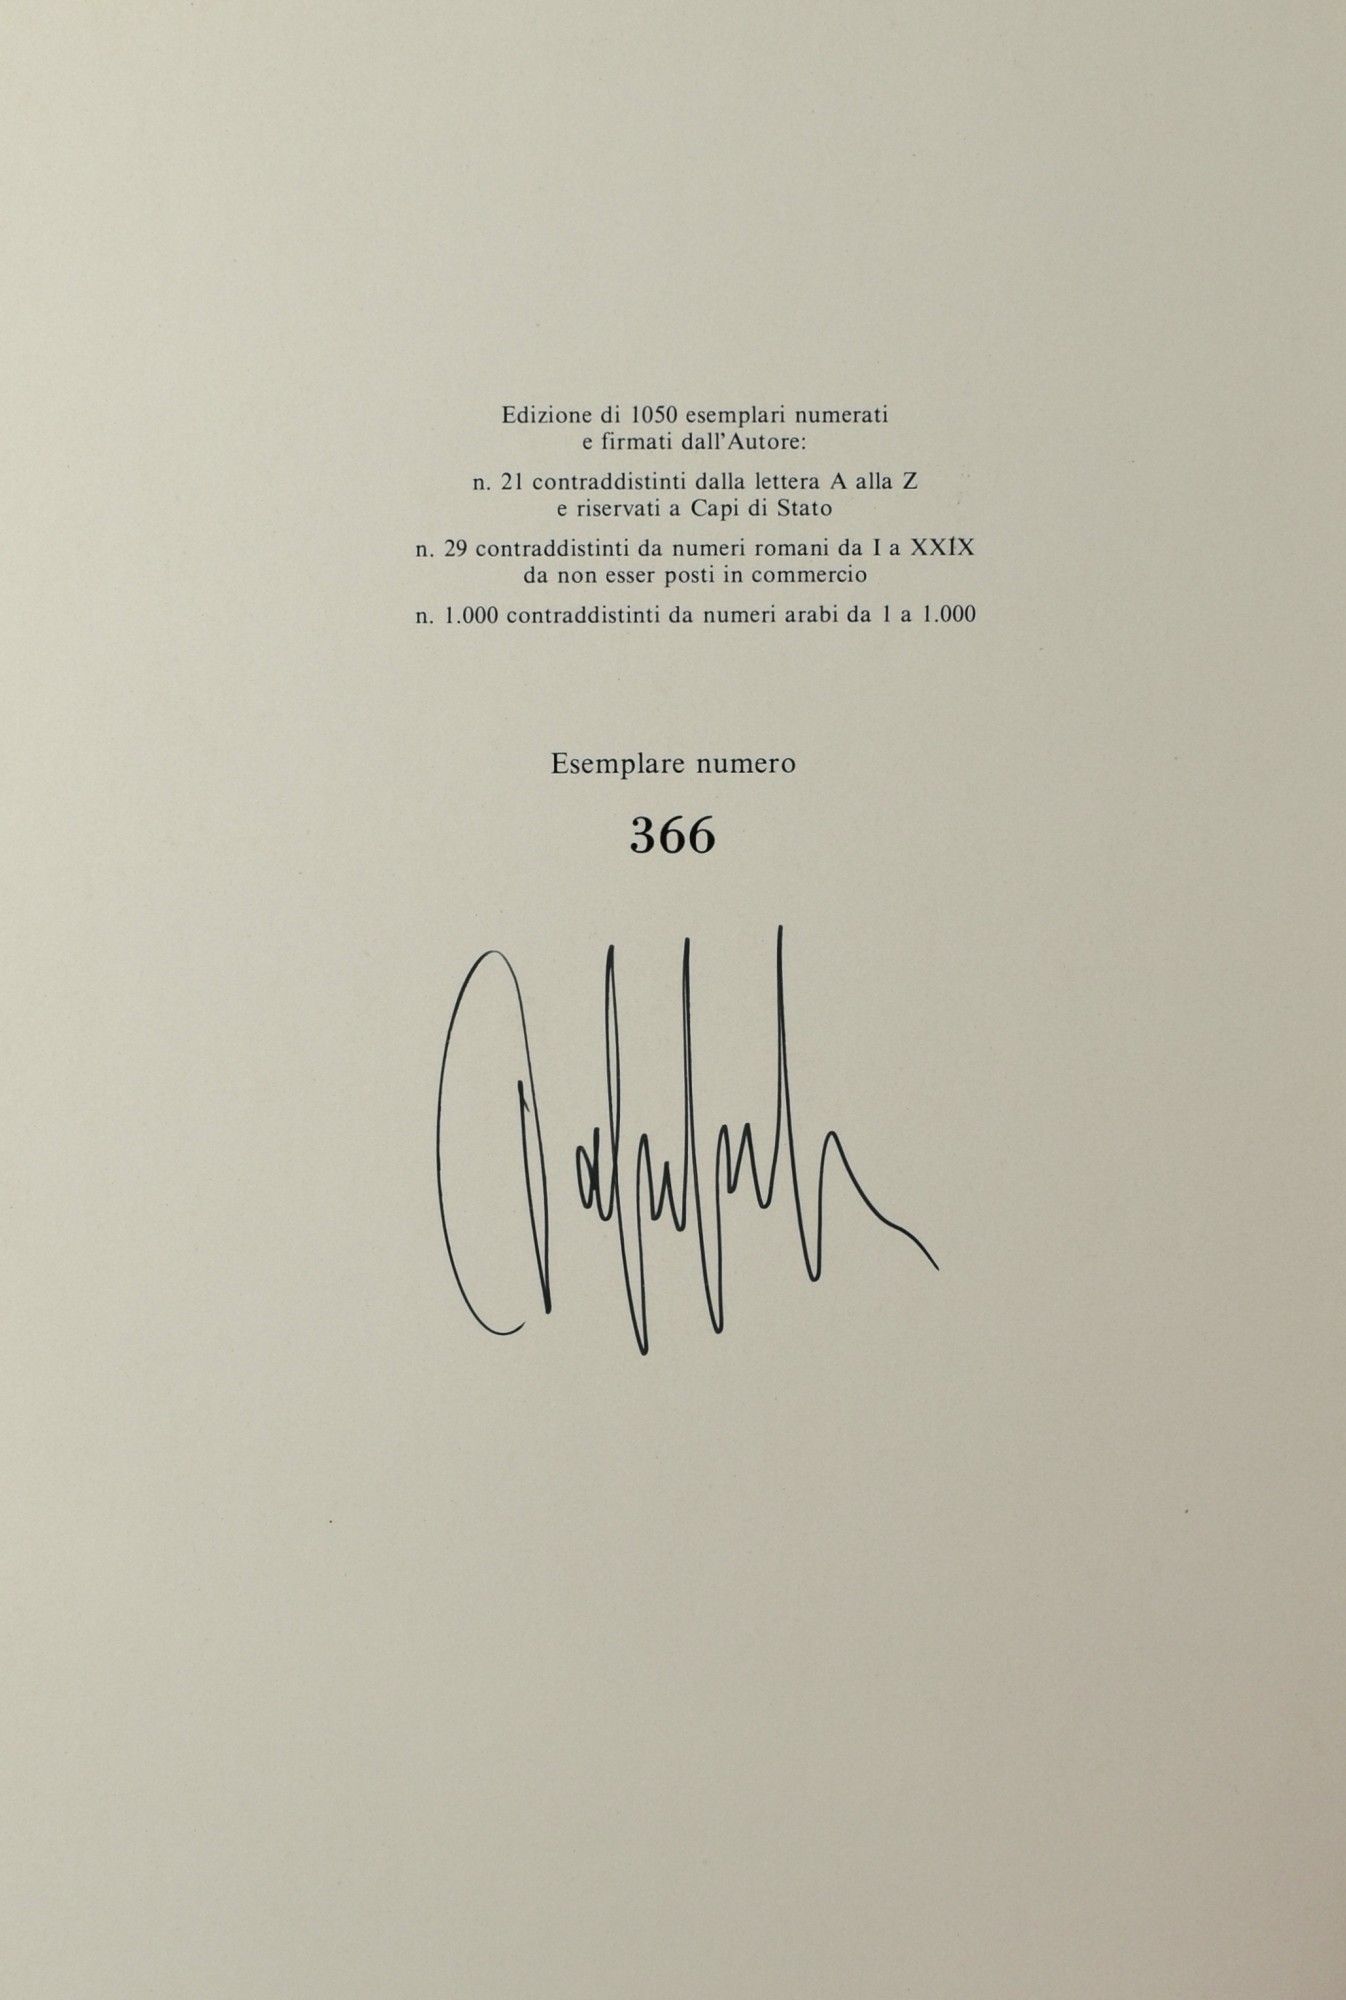 Edizione di 1050 esemplari numerati
e firmati dall'Autore:
n. 21 contraddistinti dalla lettera A alla Z
e riservati a Capi di Stato
n. 29 contraddistinti da numeri romani da I a XXIX
da non esser posti in commercio
n. 1.000 contraddistinti da numeri arabi da 1 a 1.000
Esemplare numero
366